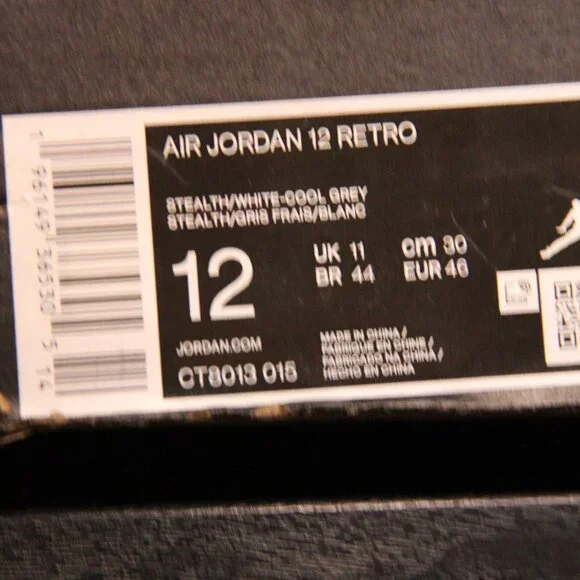 AIR JORDAN 12 RETRO
STEALTH/WHITE-COOL GREY
STEALTH/GRIS FRAIS/BLANC
12
UK 11 cm 30
BR 44 EUR 46
JORDAN.COM
CT8013 015
MADE IN CHINA /
FABRIQUE EN CHINE /
FABRICADO NA CHINA /
HECHO EN CHINA